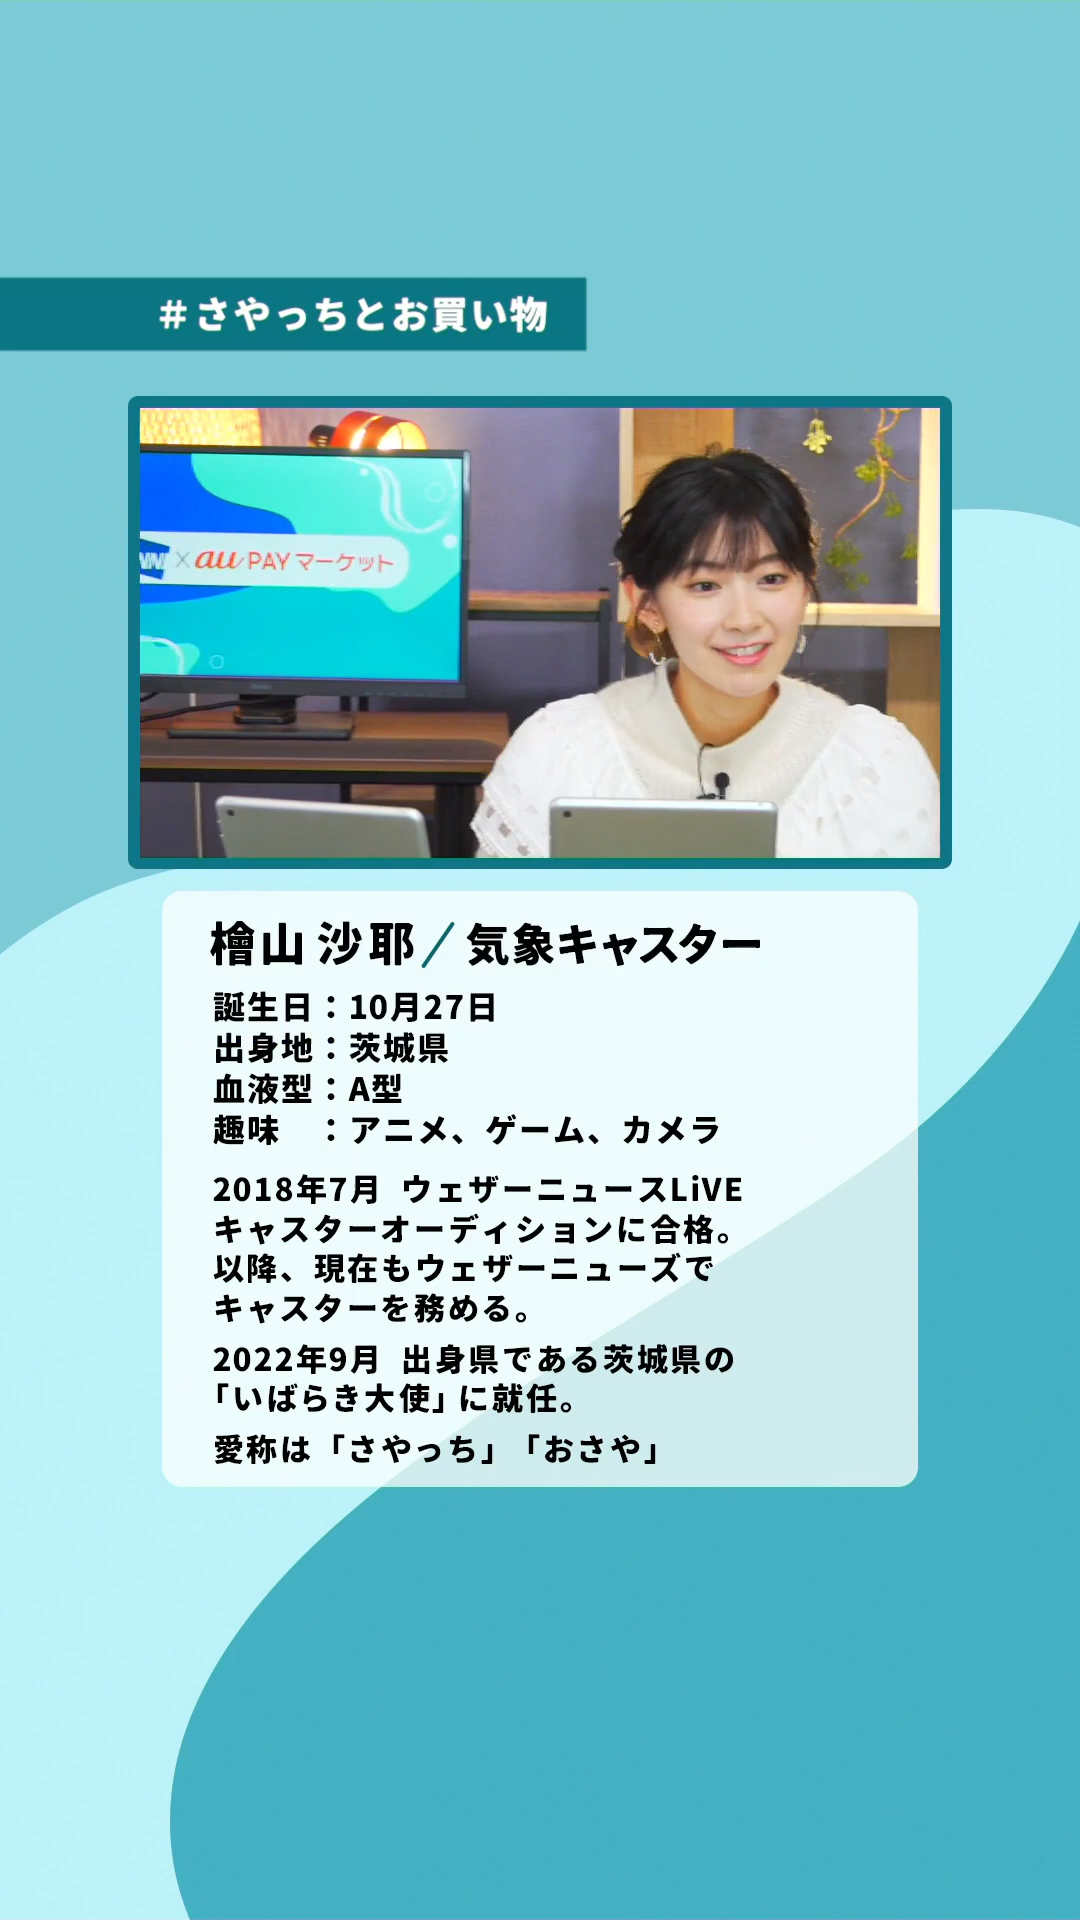 #さやっちとお買い物
×au PAY マーケット
檜山 沙耶/気象キャスター
誕生日：10月27日
出身地：茨城県
血液型：A型
趣味　：アニメ、ゲーム、カメラ
2018年7月 ウェザーニュースLiVE
キャスターオーディションに合格。
以降、現在もウェザーニューズで
キャスターを務める。
2022年9月 出身県である茨城県の
「いばらき大使」に就任。
愛称は「さやっち」「おさや」